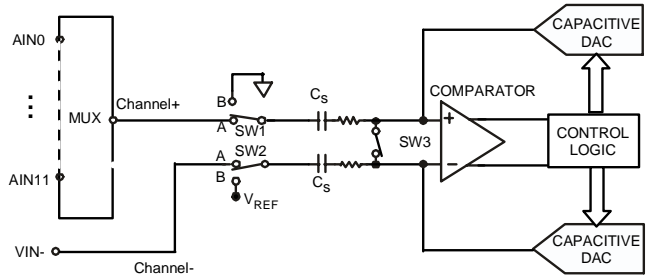 CAPACITIVE
DAC
AIN0
⋮
MUX
Channel+
B
A
SW1
Cs
COMPARATOR
+
SW3
CONTROL
LOGIC
A
SW2
B
VREF
Cs
−
AIN11
VIN-
Channel-
CAPACITIVE
DAC